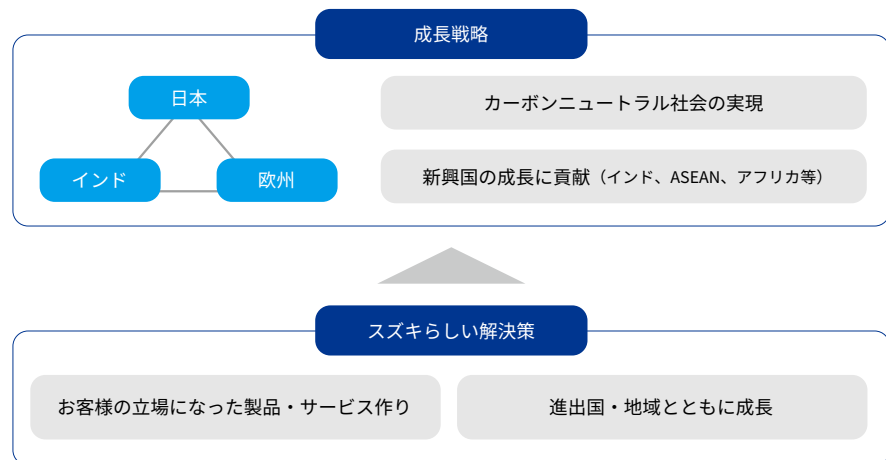 成長戦略
日本
インド
欧州
カーボンニュートラル社会の実現
新興国の成長に貢献（インド、ASEAN、アフリカ等）
スズキらしい解決策
お客様の立場になった製品・サービス作り
進出国・地域とともに成長